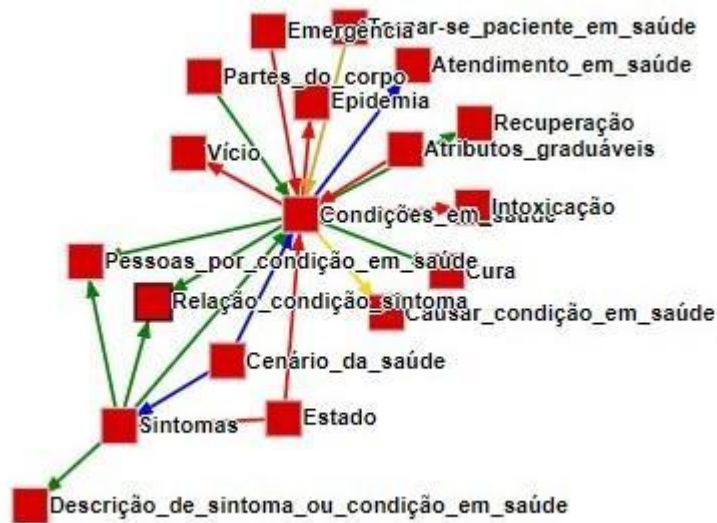 Emergência
Tornar-se_paciente_em_saúde
Partes_do_corpo
Atendimento_em_saúde
Epidemia
Recuperação
Vício
Atributos_graduáveis
Condições_em_saúde
Intoxicação
Pessoas_por_condição_em_saúde
Cura
Relação_condição_sintoma
Causar_condição_em_saúde
Cenário_da_saúde
Sintomas
Estado
Descrição_de_sintoma_ou_condição_em_saúde